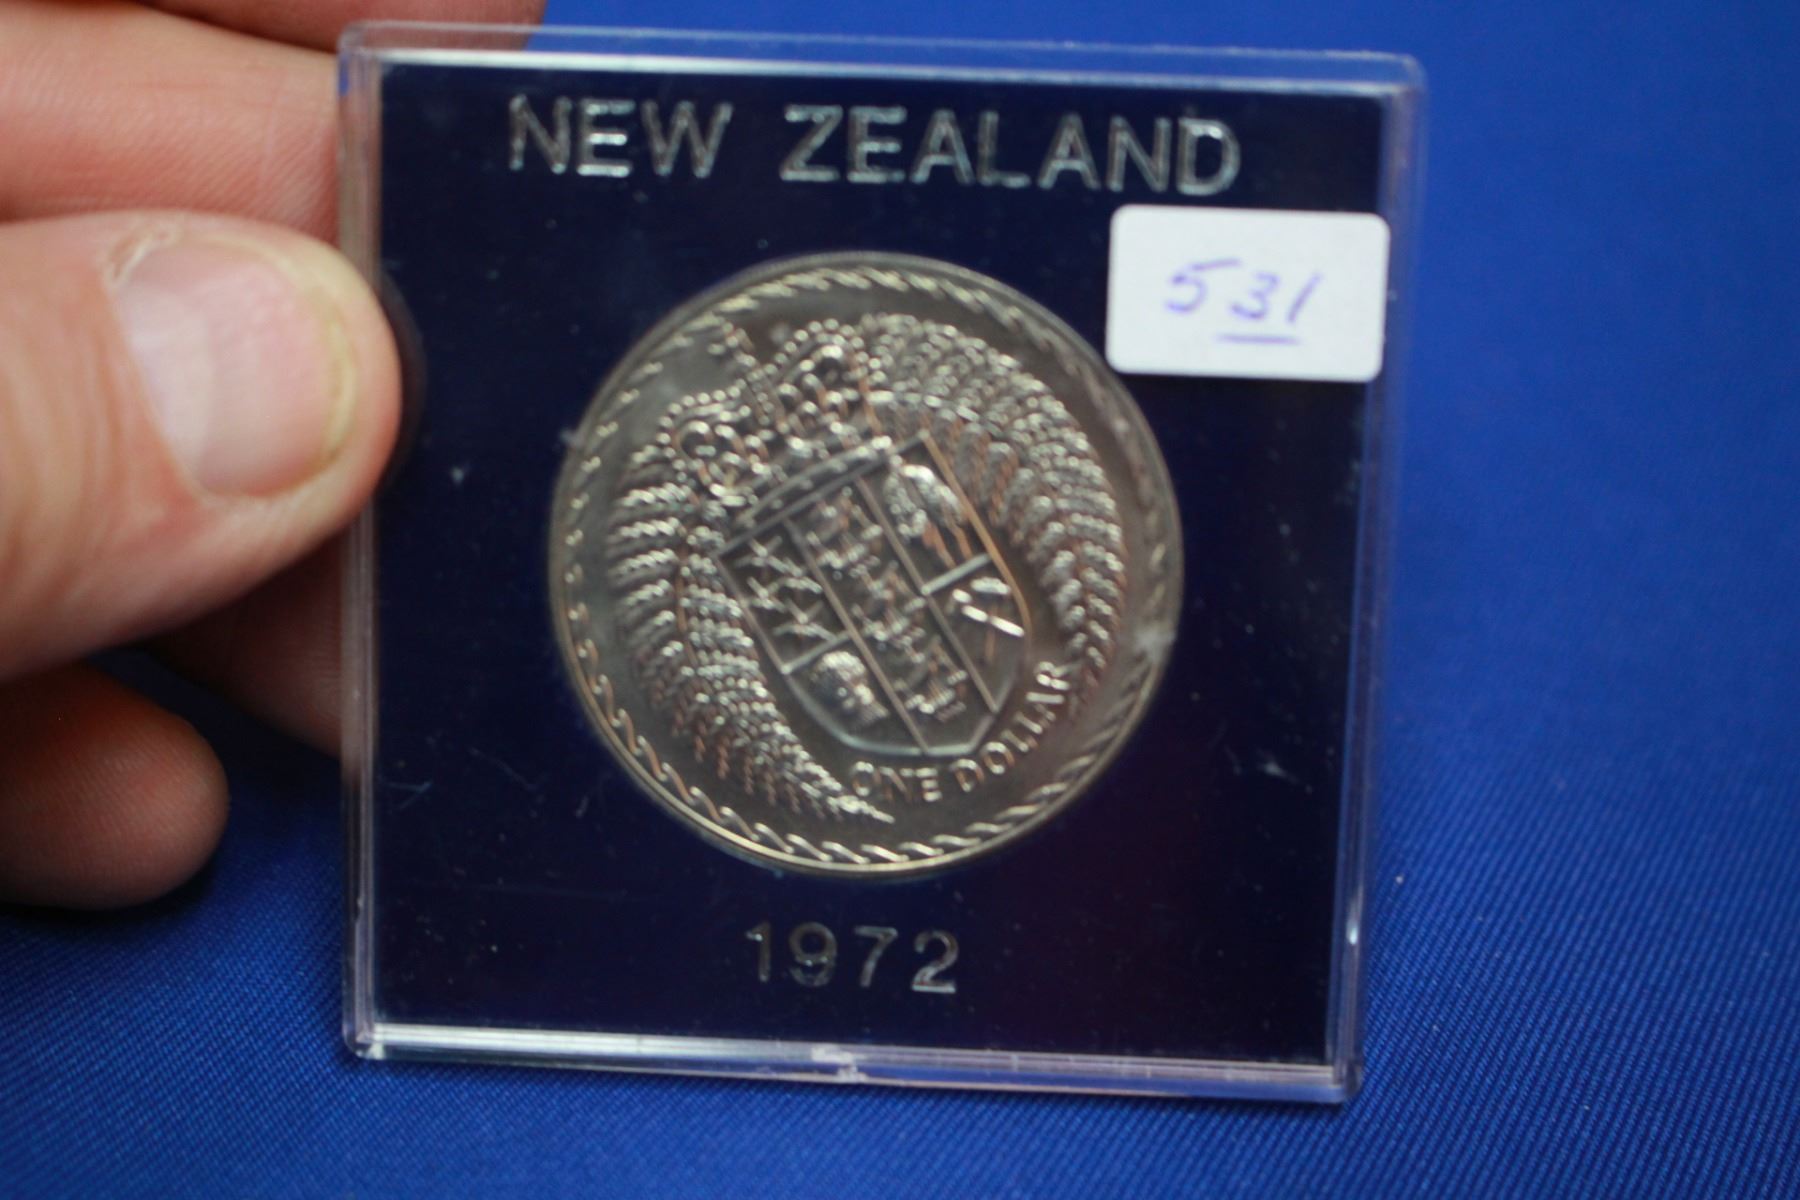 NEW ZEALAND
531
ONE DOLLAR
1972